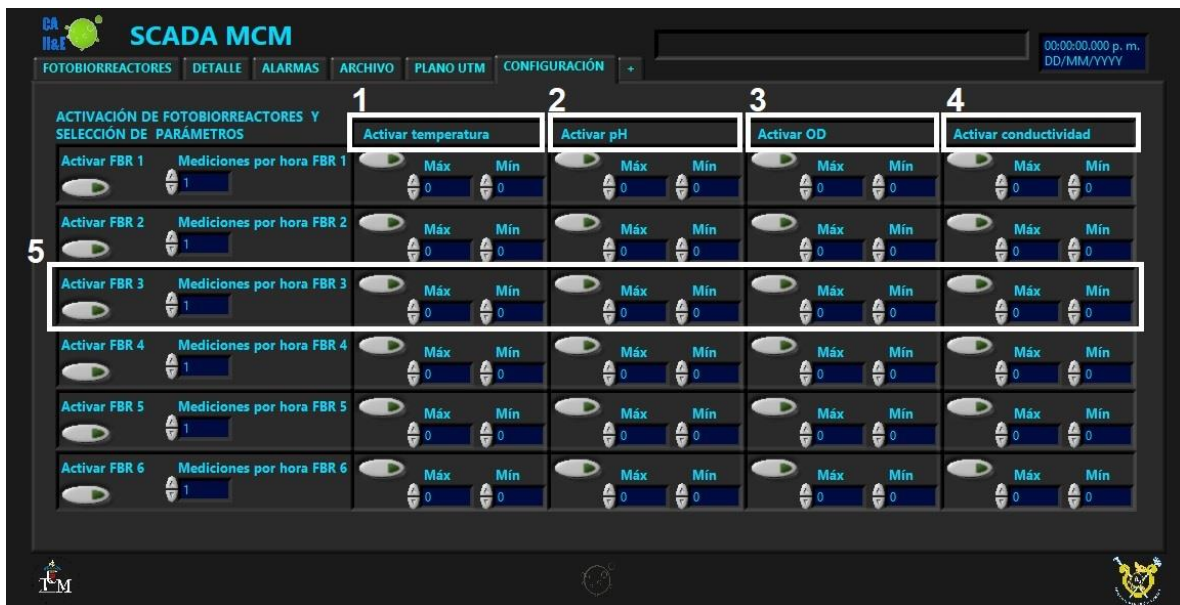 CA
II&E
SCADA MCM
00:00:00.000 p. m.
DD/MM/YYYY
FOTOBIORREACTORES DETALLE ALARMAS ARCHIVO PLANO UTM CONFIGURACIÓN +
1 2 3 4
ACTIVACIÓN DE FOTOBIORREACTORES Y
SELECCIÓN DE PARÁMETROS
Activar temperatura Activar pH Activar OD Activar conductividad
Activar FBR 1 Mediciones por hora FBR 1 Máx Mín Máx Mín Máx Mín Máx Mín
1 0 0 0 0 0 0 0 0
Activar FBR 2 Mediciones por hora FBR 2 Máx Mín Máx Mín Máx Mín Máx Mín
1 0 0 0 0 0 0 0 0
5
Activar FBR 3 Mediciones por hora FBR 3 Máx Mín Máx Mín Máx Mín Máx Mín
1 0 0 0 0 0 0 0 0
Activar FBR 4 Mediciones por hora FBR 4 Máx Mín Máx Mín Máx Mín Máx Mín
1 0 0 0 0 0 0 0 0
Activar FBR 5 Mediciones por hora FBR 5 Máx Mín Máx Mín Máx Mín Máx Mín
1 0 0 0 0 0 0 0 0
Activar FBR 6 Mediciones por hora FBR 6 Máx Mín Máx Mín Máx Mín Máx Mín
1 0 0 0 0 0 0 0 0